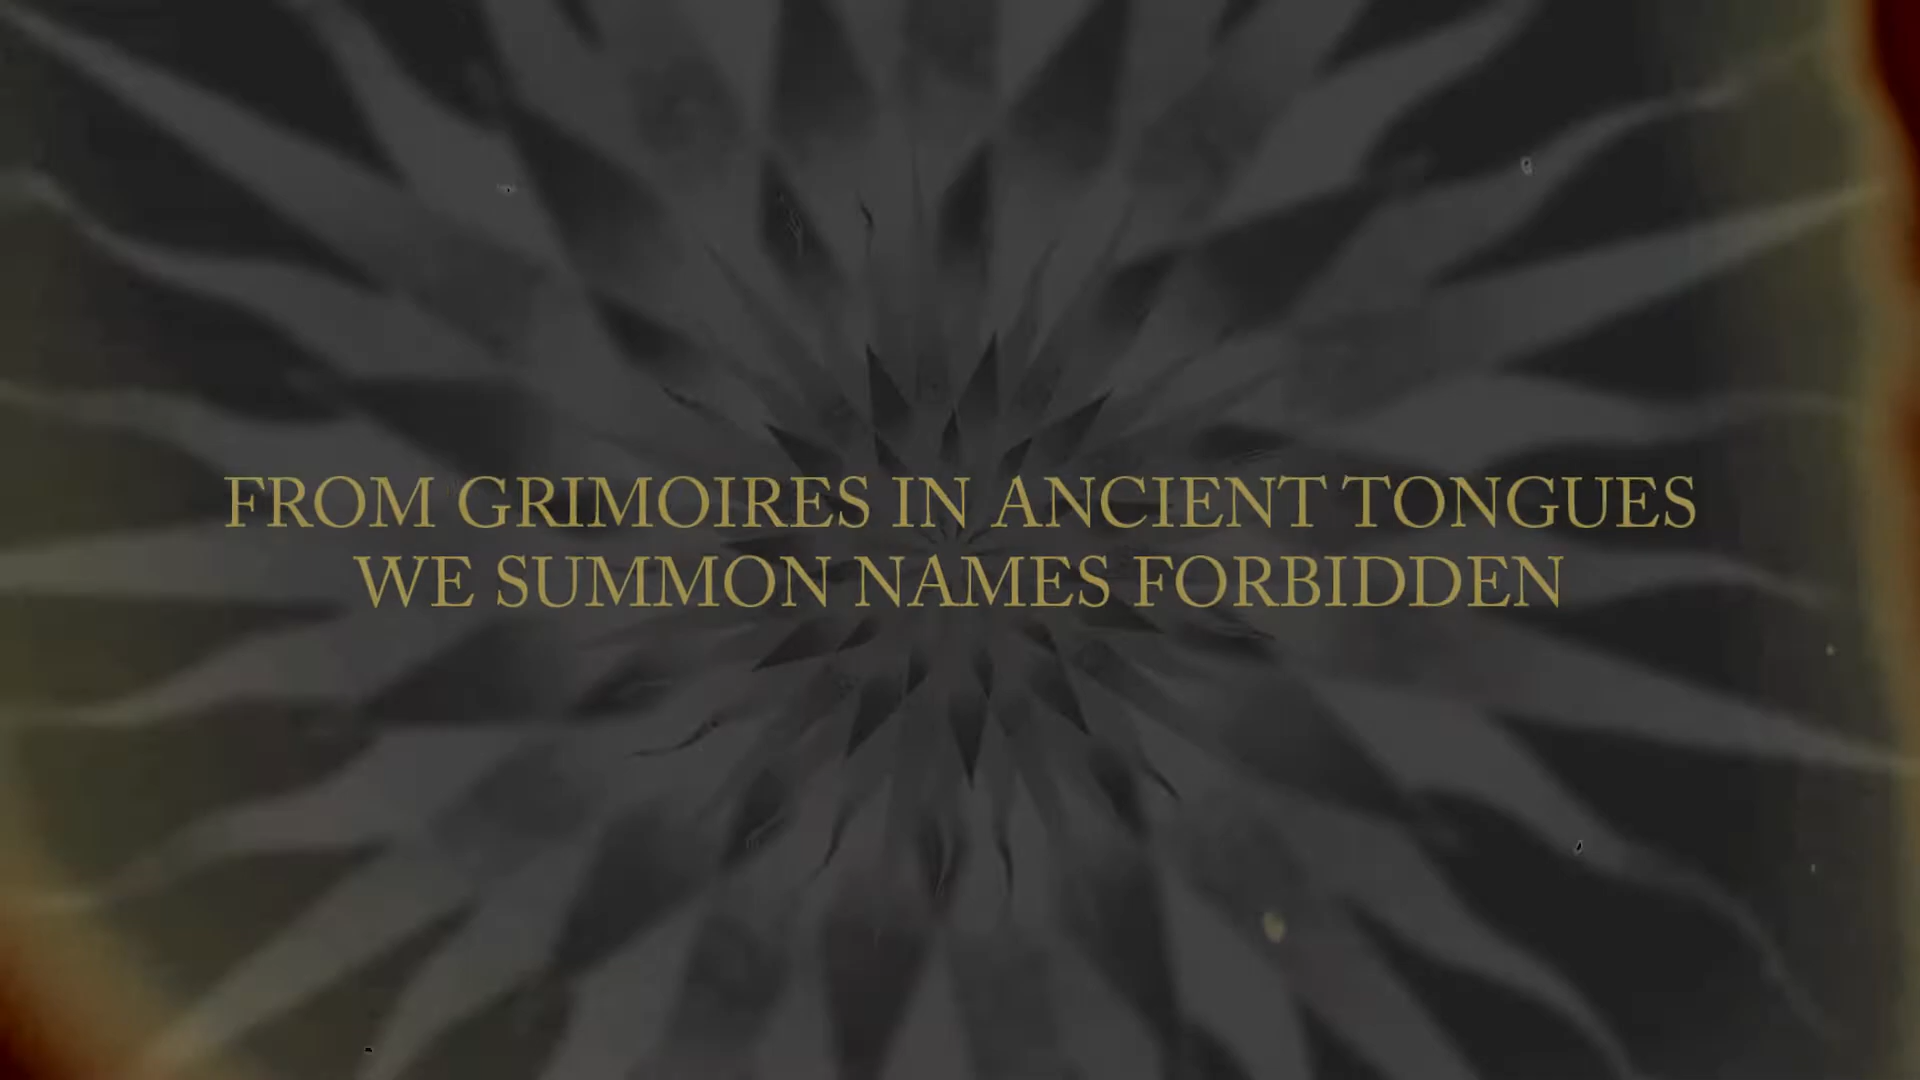 FROM GRIMOIRES IN ANCIENT TONGUES
WE SUMMON NAMES FORBIDDEN